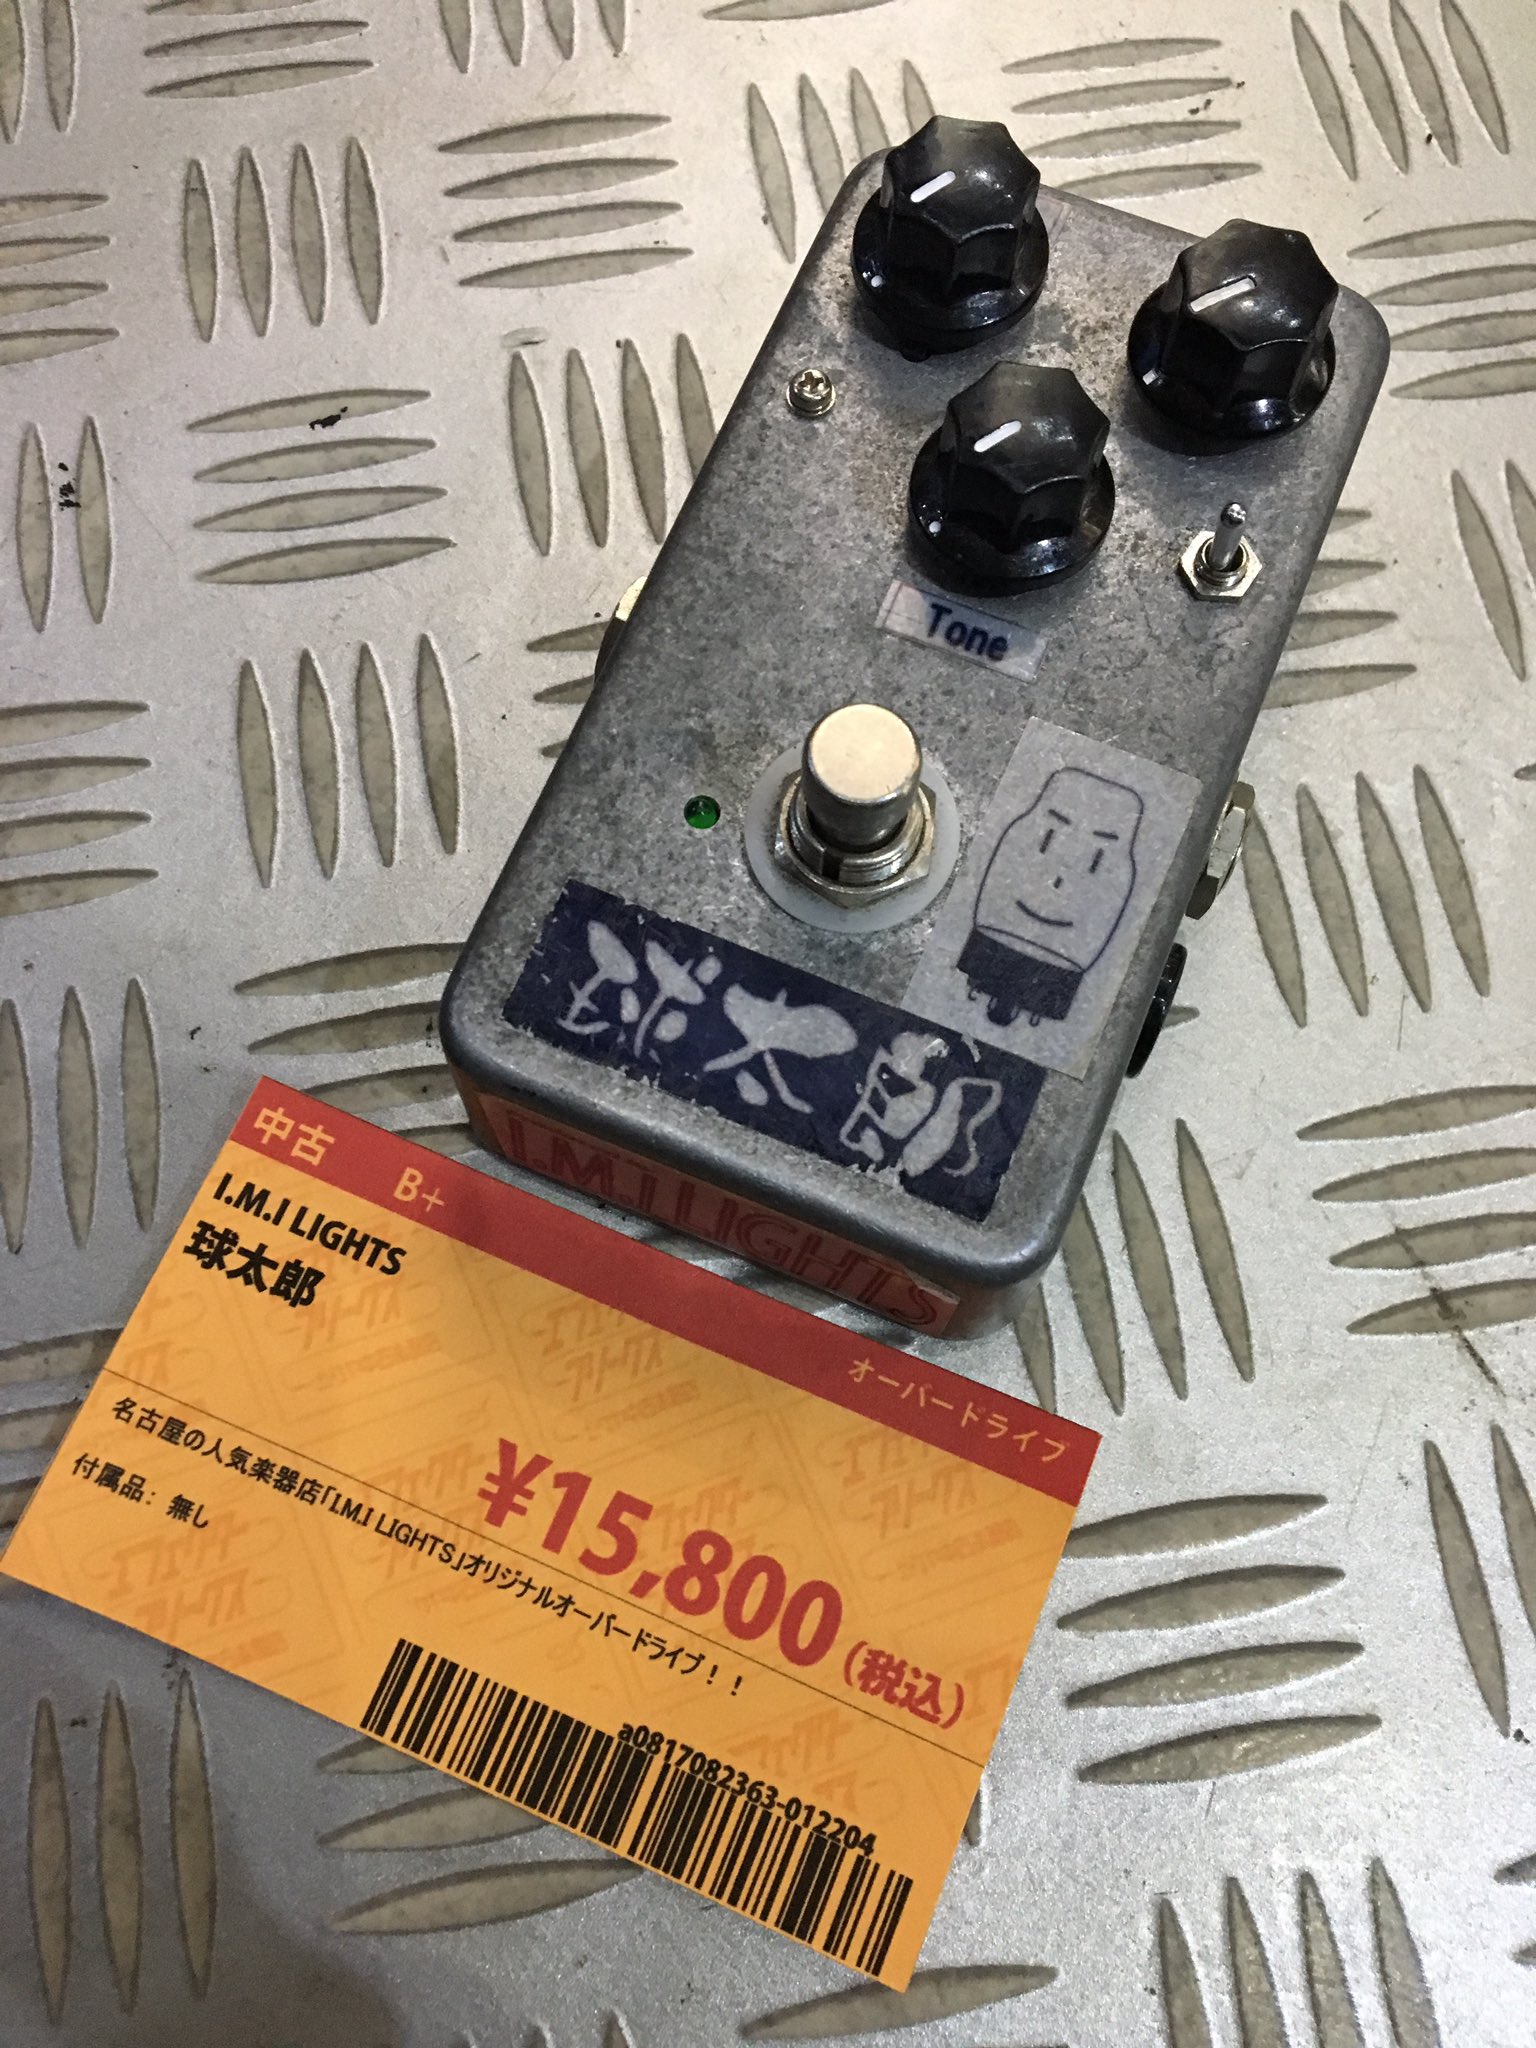 Tone
球太郎
I.M.I LIGHTS
中古 B+ オーバードライブ
I.M.I LIGHTS
球太郎
¥15,800(税込)
名古屋の人気楽器店「I.M.I LIGHTS」オリジナルオーバードライブ！！
付属品：無し
a0817082363-012204